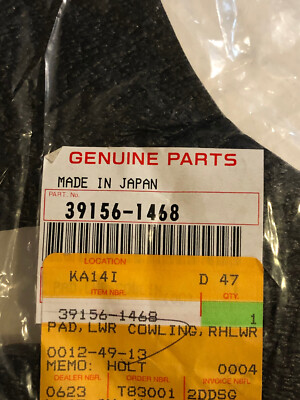 GENUINE PARTS
MADE IN JAPAN
PART No.
39156-1468
LOCATION
KA14I D 47
ITEM NBR. QTY.
39156-1468 1
PAD,LWR COWLING,RHLWR
0012-49-13
MEMO: HOLT 0004
DEALER NBR. ORDER NBR. INVOICE NBR.
0623 T83001 2DDSG